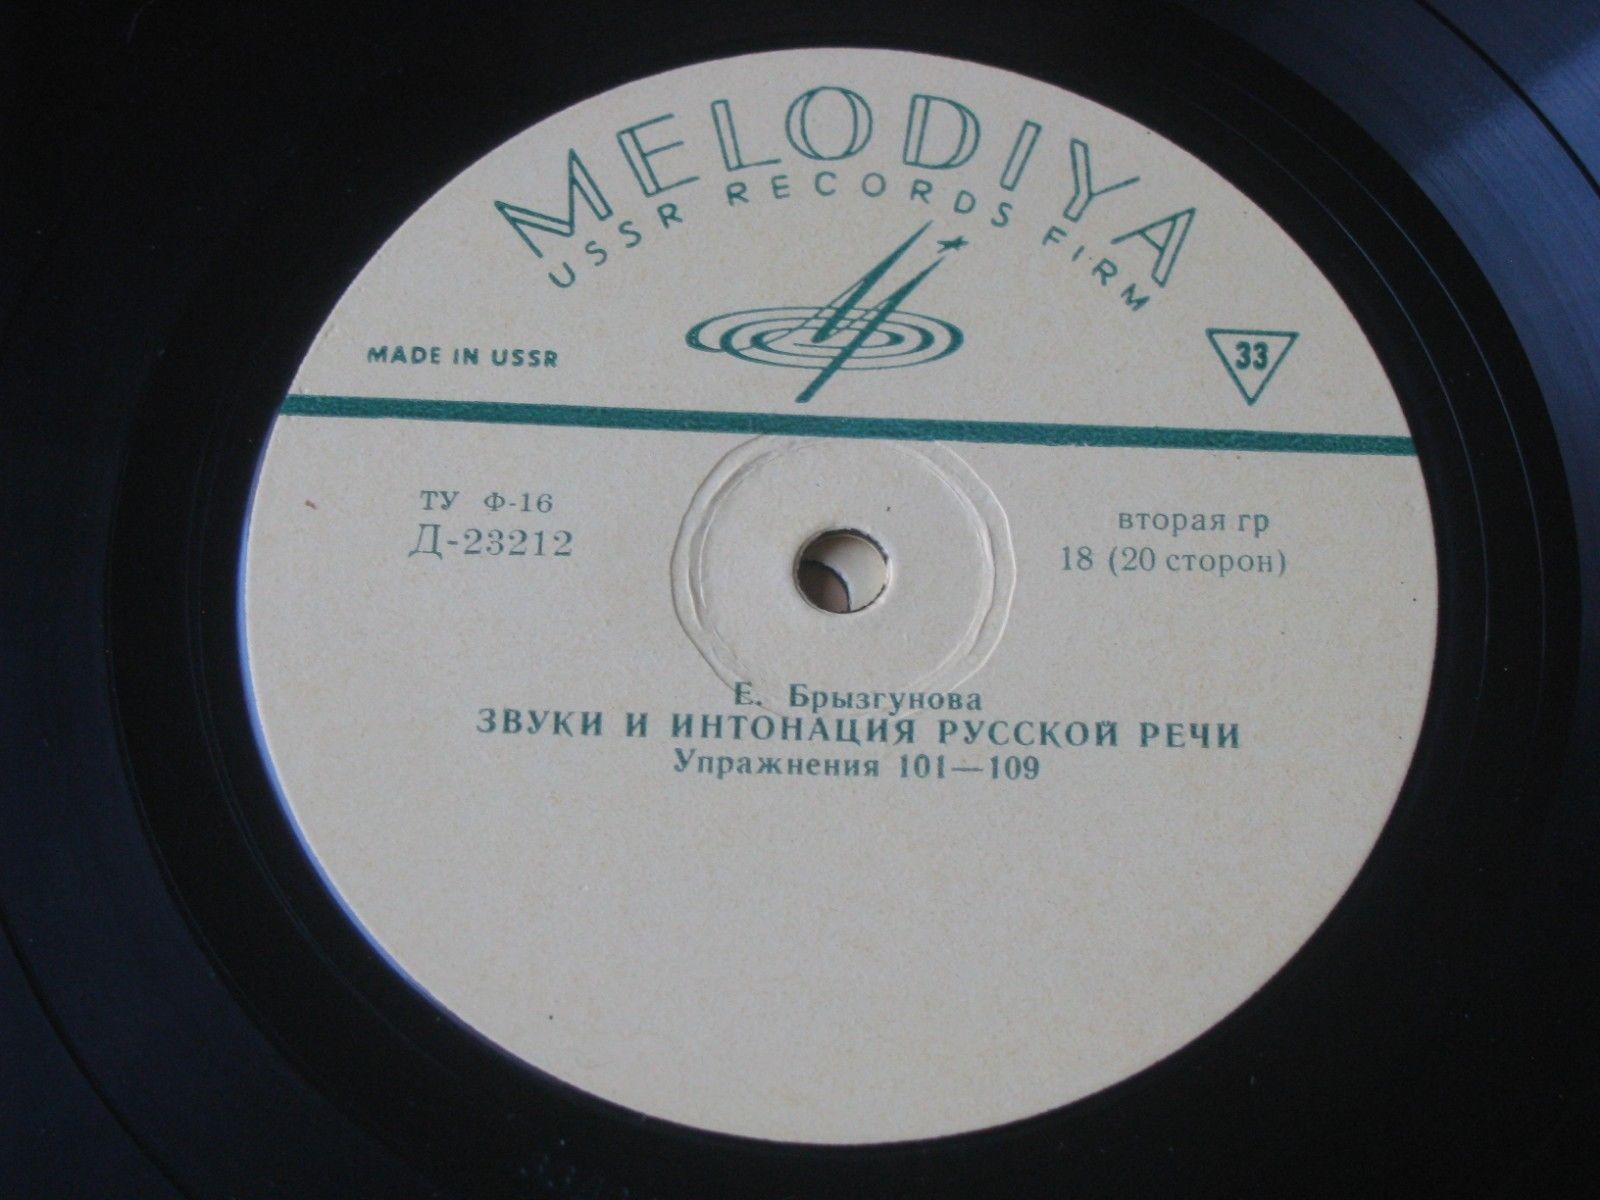 MELODIYA
USSR RECORDS FIRM
MADE IN USSR
33
ТУ Ф-16
Д-23212
вторая гр
18 (20 сторон)
Е. Брызгунова
ЗВУКИ И ИНТОНАЦИЯ РУССКОЙ РЕЧИ
Упражнения 101—109